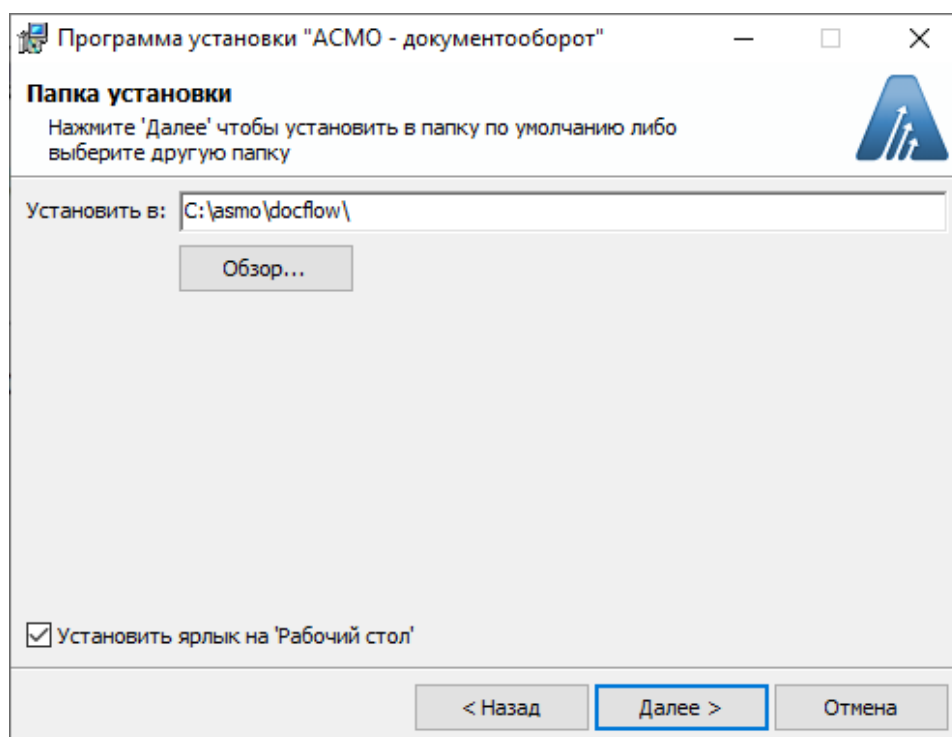 Программа установки "АСМО - документооборот"
Папка установки
Нажмите 'Далее' чтобы установить в папку по умолчанию либо
выберите другую папку
Установить в: C:\asmo\docflow\
Обзор...
Установить ярлык на 'Рабочий стол'
< Назад Далее > Отмена